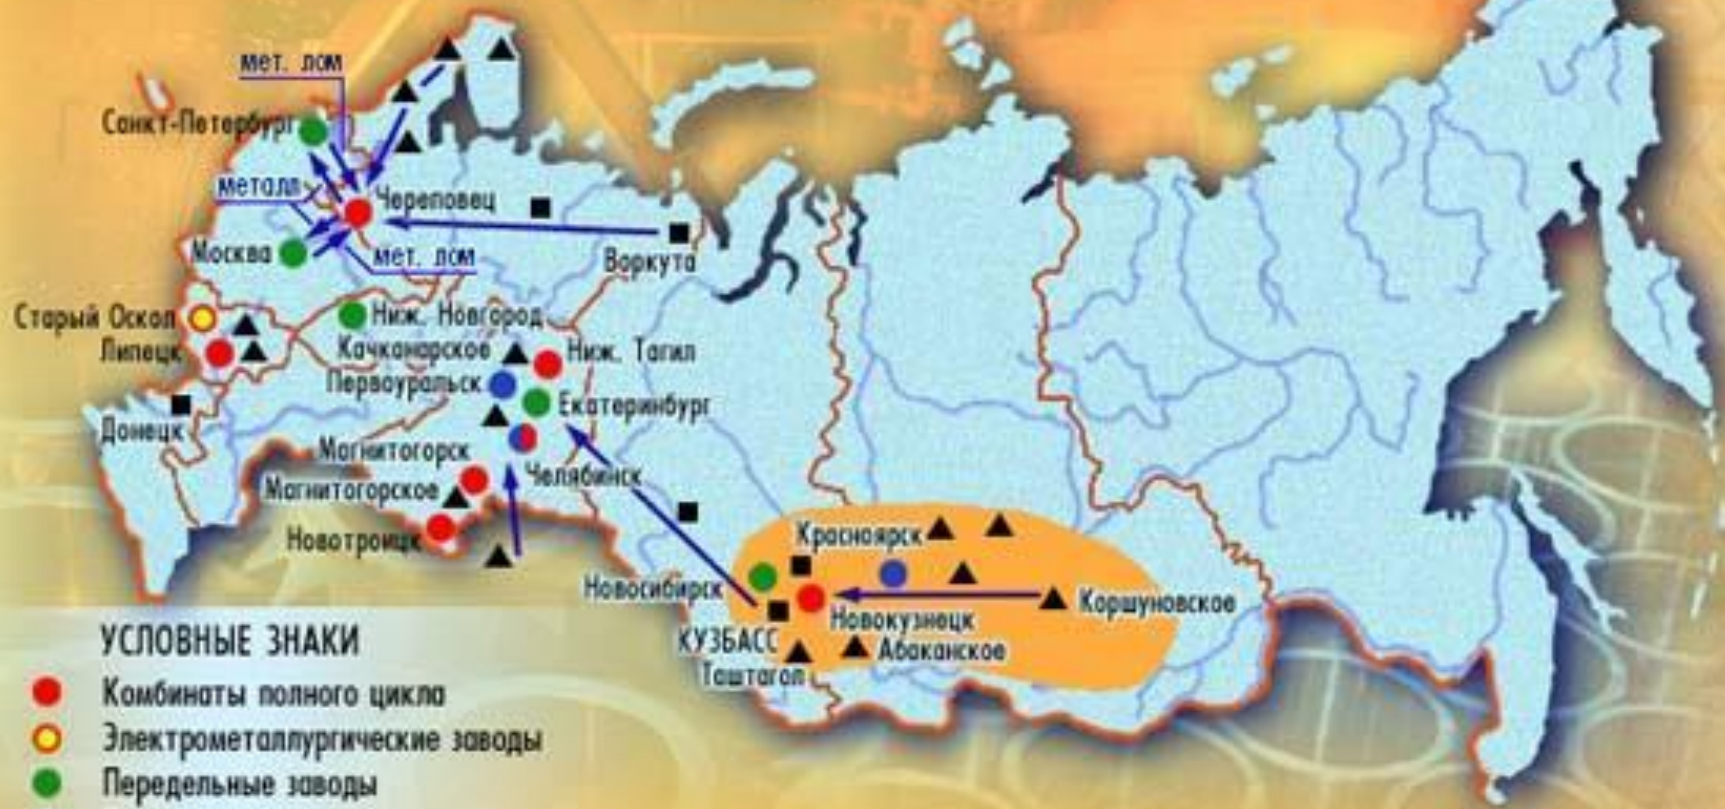 мет. лом
Санкт-Петербург
металл
Череповец
Москва
мет. лом
Воркута
Старый Оскол
Ниж. Новгород
Липецк
Качканарское
Ниж. Тагил
Первоуральск
Екатеринбург
Донецк
Магнитогорск
Челябинск
Магнитогорское
Новотроицк
Красноярск
Новосибирск
Коршуновское
Новокузнецк
КУЗБАСС
Абаканское
Таштагол
УСЛОВНЫЕ ЗНАКИ
Комбинаты полного цикла
Электрометаллургические заводы
Передельные заводы